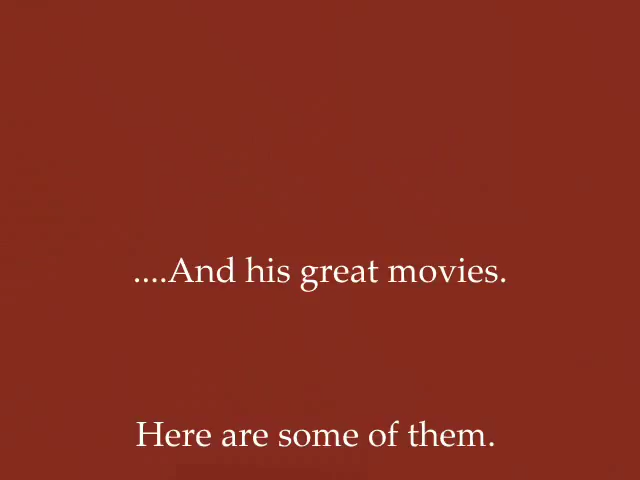 ....And his great movies.
Here are some of them.